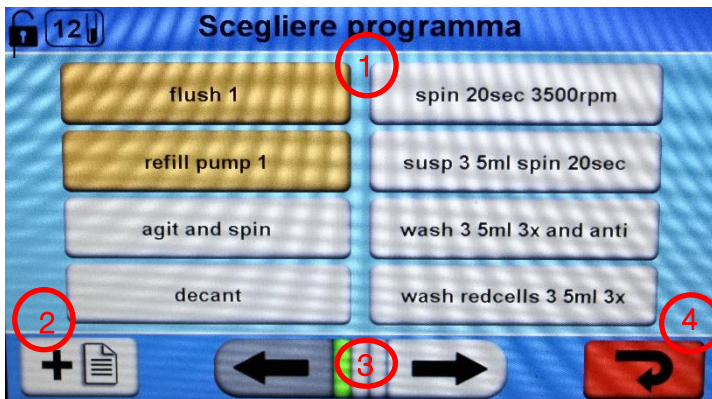 12
Scegliere programma
1
flush 1
spin 20sec 3500rpm
refill pump 1
susp 3 5ml spin 20sec
agit and spin
wash 3 5ml 3x and anti
decant
wash redcells 3 5ml 3x
2
3
4